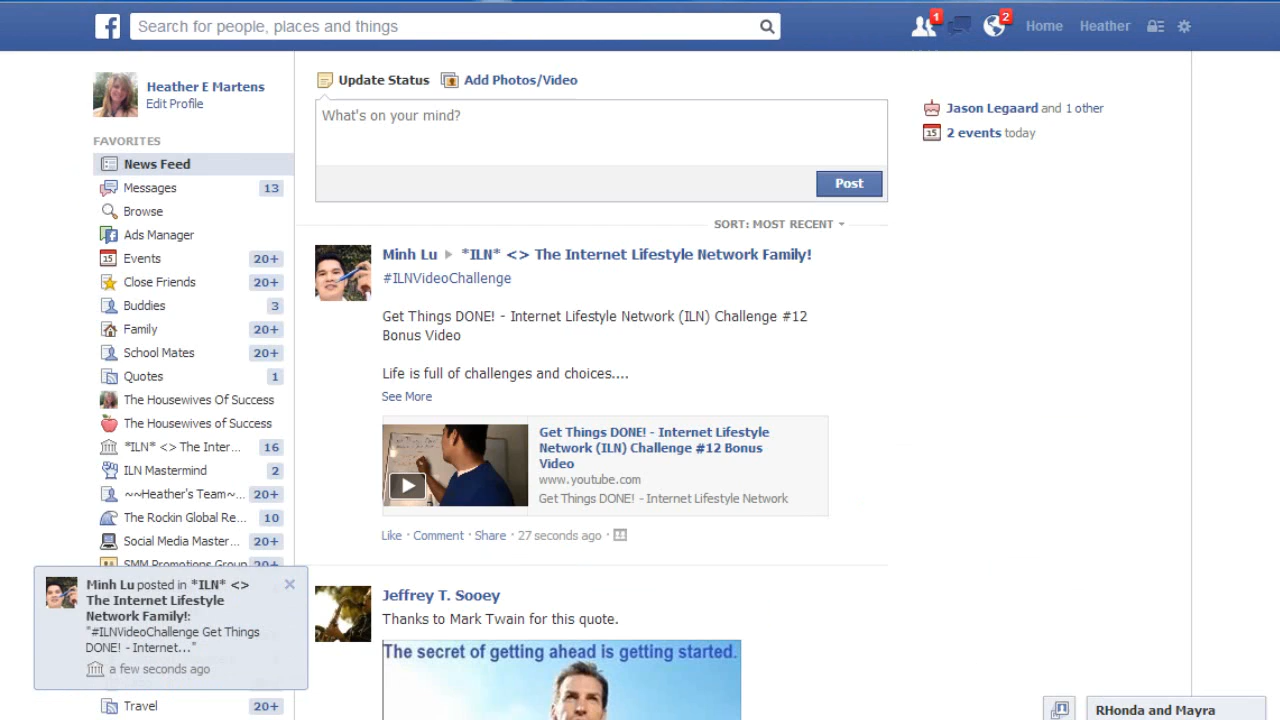 f
Search for people, places and things
1
2
Home
Heather
Heather E Martens
Edit Profile
FAVORITES
News Feed
Messages 13
Browse
Ads Manager
15 Events 20+
Close Friends 20+
Buddies 3
Family 20+
School Mates 20+
Quotes 1
The Housewives Of Success
The Housewives of Success
*ILN* <> The Inter... 16
ILN Mastermind 2
~~Heather's Team~... 20+
The Rockin Global Re... 10
Social Media Master... 20+
SMM Promotions Group 20+
Minh Lu posted in *ILN* <>
The Internet Lifestyle
Network Family!:
"#ILNVideoChallenge Get Things
DONE! - Internet..."
a few seconds ago
Travel 20+
Update Status Add Photos/Video
What's on your mind?
Post
SORT: MOST RECENT
Minh Lu *ILN* <> The Internet Lifestyle Network Family!
#ILNVideoChallenge
Get Things DONE! - Internet Lifestyle Network (ILN) Challenge #12
Bonus Video
Life is full of challenges and choices....
See More
Get Things DONE! - Internet Lifestyle
Network (ILN) Challenge #12 Bonus
Video
www.youtube.com
Get Things DONE! - Internet Lifestyle Network
Like · Comment · Share · 27 seconds ago ·
Jeffrey T. Sooey
Thanks to Mark Twain for this quote.
The secret of getting ahead is getting started.
Jason Legaard and 1 other
15 2 events today
RHonda and Mayra